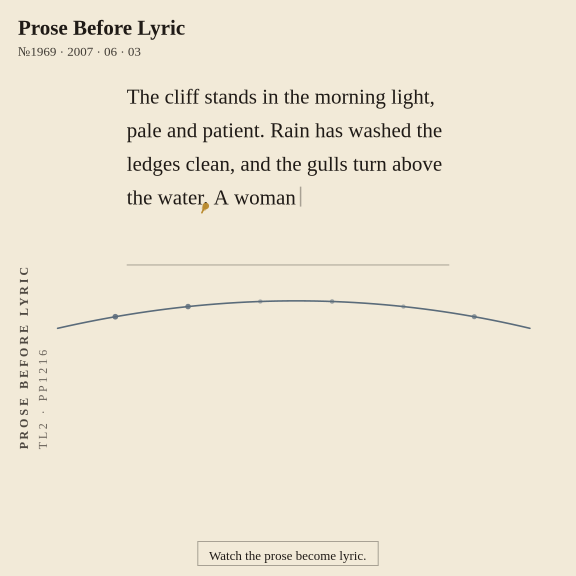 Prose Before Lyric
№1969 · 2007 · 06 · 03
The cliff stands in the morning light,
pale and patient. Rain has washed the
ledges clean, and the gulls turn above
the water. A woman
PROSE BEFORE LYRIC
TL2 · PP1216
Watch the prose become lyric.